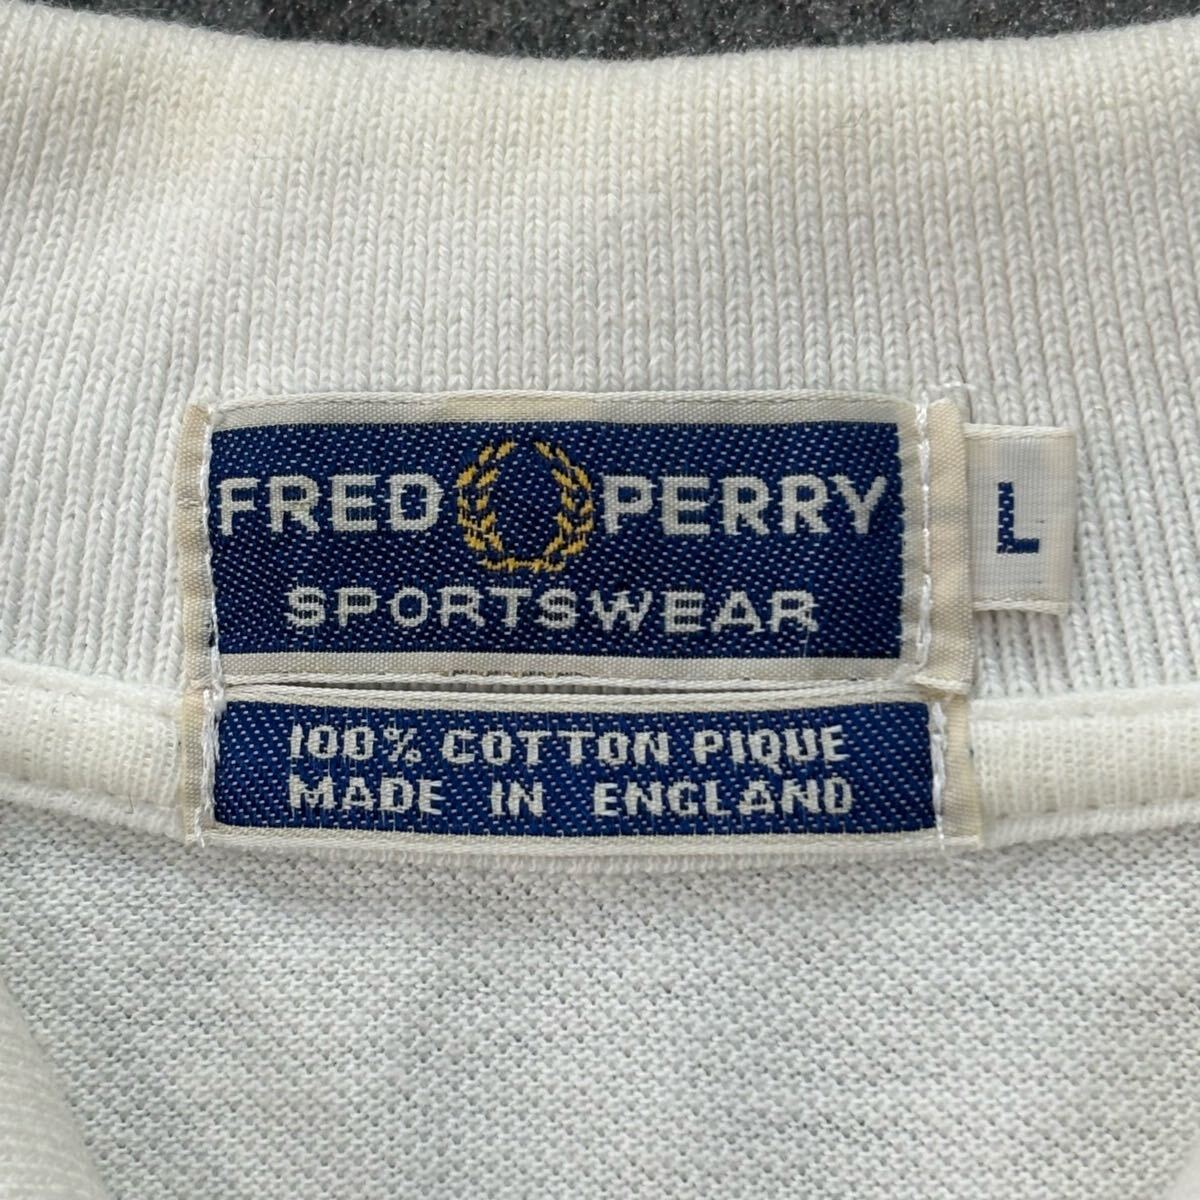 FRED PERRY
SPORTSWEAR
L
100% COTTON PIQUE
MADE IN ENGLAND